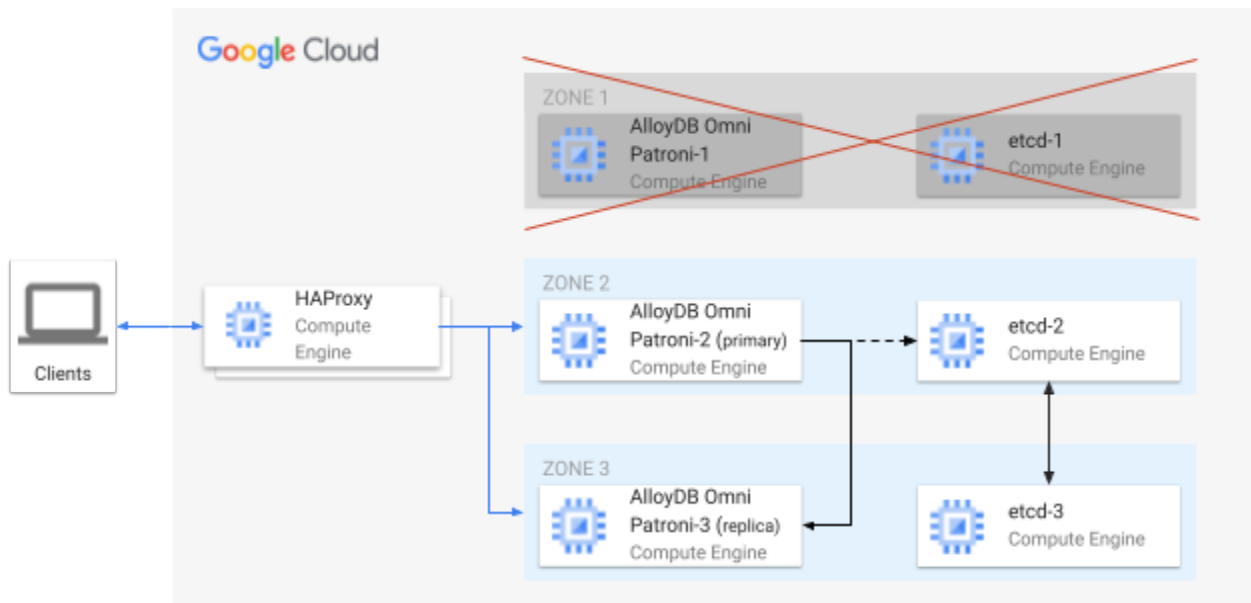 Google Cloud
ZONE 1
AlloyDB Omni
Patroni-1
Compute Engine
etcd-1
Compute Engine
Clients
HAProxy
Compute
Engine
ZONE 2
AlloyDB Omni
Patroni-2 (primary)
Compute Engine
etcd-2
Compute Engine
ZONE 3
AlloyDB Omni
Patroni-3 (replica)
Compute Engine
etcd-3
Compute Engine